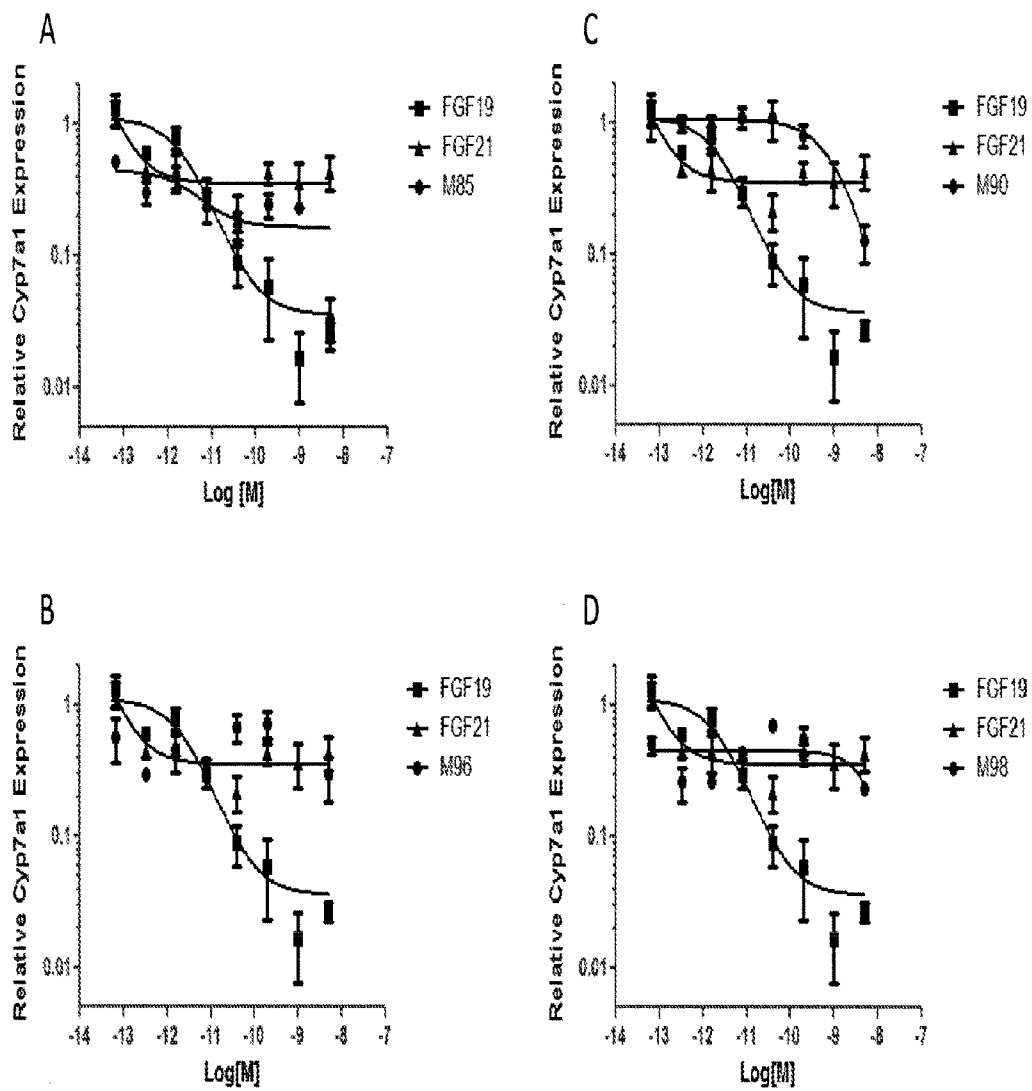 A
Relative Cyp7a1 Expression
1
0.1
0.01
-14 -13 -12 -11 -10 -9 -8 -7
Log [M]
FGF19
FGF21
M85
C
Relative Cyp7a1 Expression
1
0.1
0.01
-14 -13 -12 -11 -10 -9 -8 -7
Log[M]
FGF19
FGF21
M90
B
Relative Cyp7a1 Expression
1
0.1
0.01
-14 -13 -12 -11 -10 -9 -8 -7
Log[M]
FGF19
FGF21
M96
D
Relative Cyp7a1 Expression
1
0.1
0.01
-14 -13 -12 -11 -10 -9 -8 -7
Log[M]
FGF19
FGF21
M98